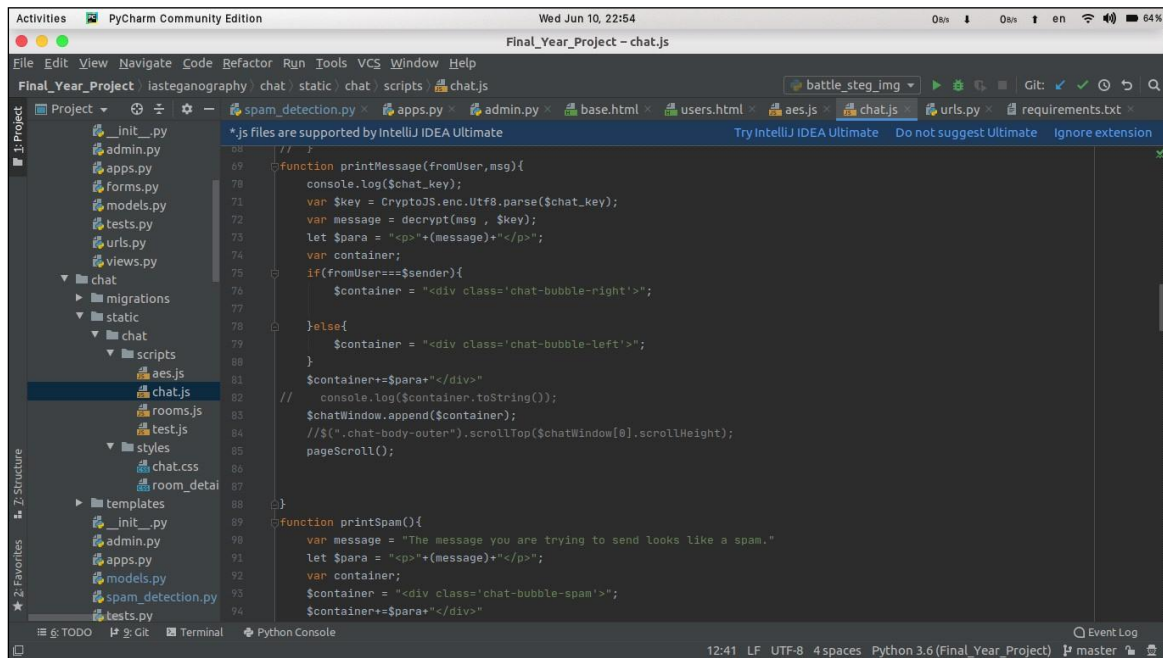 Activities PyCharm Community Edition Wed Jun 10, 22:54 0B/s 0B/s en 64%
Final_Year_Project – chat.js
File Edit View Navigate Code Refactor Run Tools VCS Window Help
Final_Year_Project iasteganography chat static chat scripts chat.js battle_steg_img Git:
1: Project
Project
spam_detection.py apps.py admin.py base.html users.html aes.js chat.js urls.py requirements.txt
*.js files are supported by IntelliJ IDEA Ultimate Try IntelliJ IDEA Ultimate Do not suggest Ultimate Ignore extension
__init__.py
admin.py
apps.py
forms.py
models.py
tests.py
urls.py
views.py
chat
migrations
static
chat
scripts
aes.js
chat.js
rooms.js
test.js
styles
chat.css
room_detai
templates
__init__.py
admin.py
apps.py
models.py
spam_detection.py
tests.py
68 // }
69 function printMessage(fromUser,msg){
70 console.log($chat_key);
71 var $key = CryptoJS.enc.Utf8.parse($chat_key);
72 var message = decrypt(msg , $key);
73 let $para = "<p>"+(message)+"</p>";
74 var container;
75 if(fromUser===$sender){
76 $container = "<div class='chat-bubble-right'>";
77
78 }else{
79 $container = "<div class='chat-bubble-left'>";
80 }
81 $container+=$para+"</div>"
82 // console.log($container.toString());
83 $chatWindow.append($container);
84 //$(".chat-body-outer").scrollTop($chatWindow[0].scrollHeight);
85 pageScroll();
86
87
88 }
89 function printSpam(){
90 var message = "The message you are trying to send looks like a spam."
91 let $para = "<p>"+(message)+"</p>";
92 var container;
93 $container = "<div class='chat-bubble-spam'>";
94 $container+=$para+"</div>"
Z: Structure
2: Favorites
6: TODO 9: Git Terminal Python Console Event Log
12:41 LF UTF-8 4 spaces Python 3.6 (Final_Year_Project) master